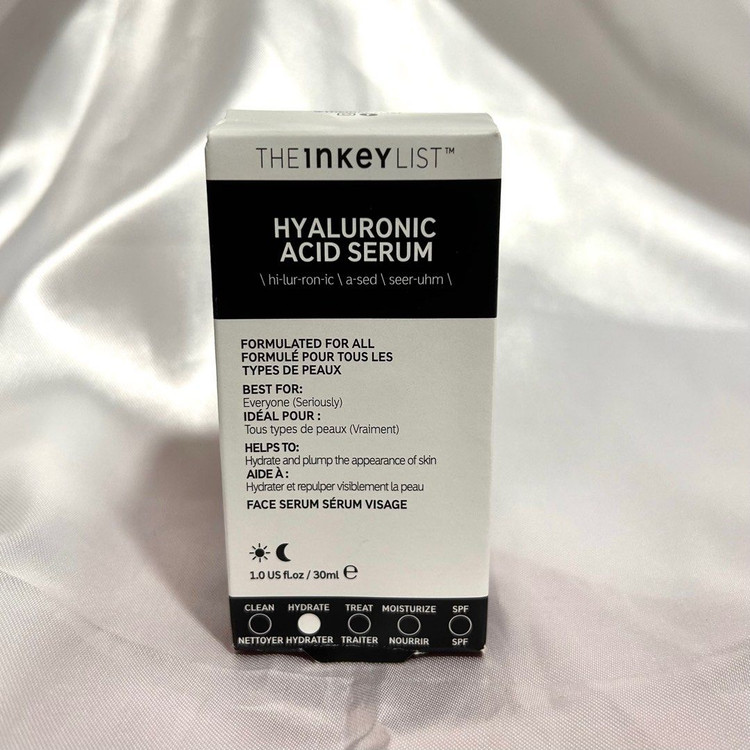 THE INKEY LIST™
HYALURONIC
ACID SERUM
\ hi-lur-ron-ic \ a-sed \ seer-uhm \
FORMULATED FOR ALL
FORMULÉ POUR TOUS LES
TYPES DE PEAUX
BEST FOR:
Everyone (Seriously)
IDÉAL POUR :
Tous types de peaux (Vraiment)
HELPS TO:
Hydrate and plump the appearance of skin
AIDE À :
Hydrater et repulper visiblement la peau
FACE SERUM SÉRUM VISAGE
1.0 US fl.oz / 30ml ℮
CLEAN HYDRATE TREAT MOISTURIZE SPF
NETTOYER HYDRATER TRAITER NOURRIR SPF